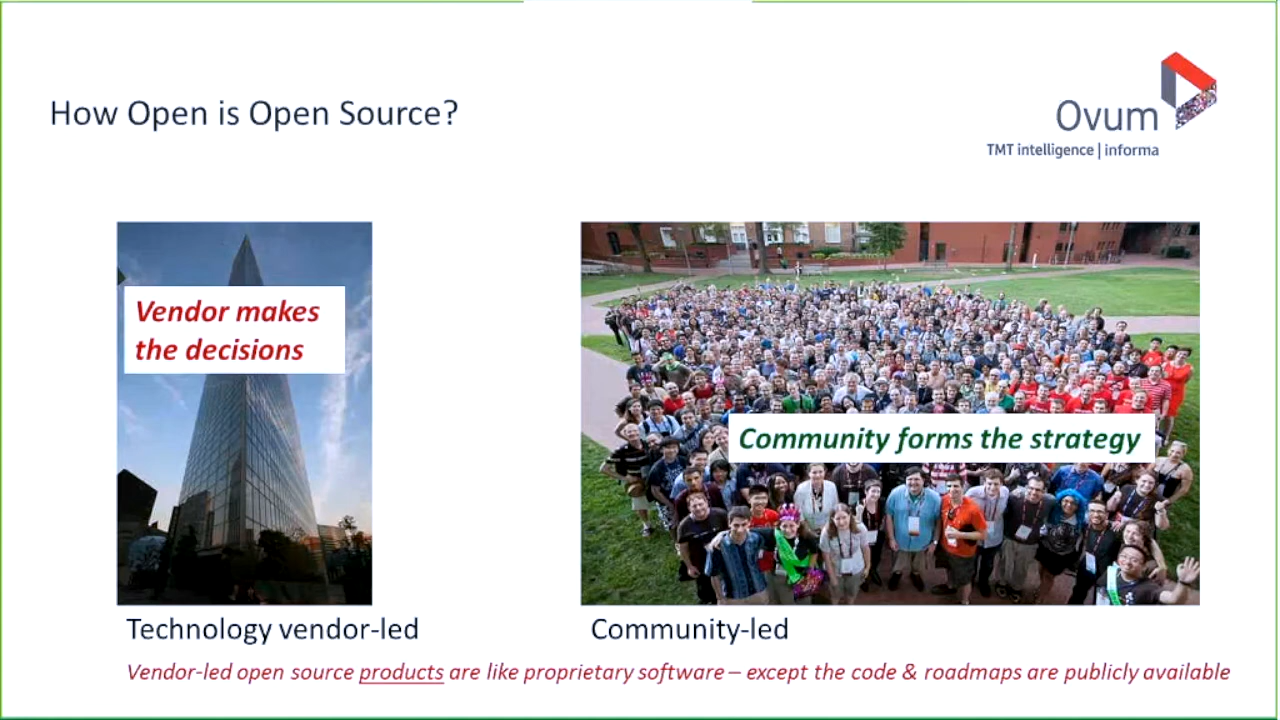 How Open is Open Source?
Ovum
TMT intelligence | informa
Vendor makes
the decisions
Community forms the strategy
Technology vendor-led
Community-led
Vendor-led open source products are like proprietary software – except the code & roadmaps are publicly available